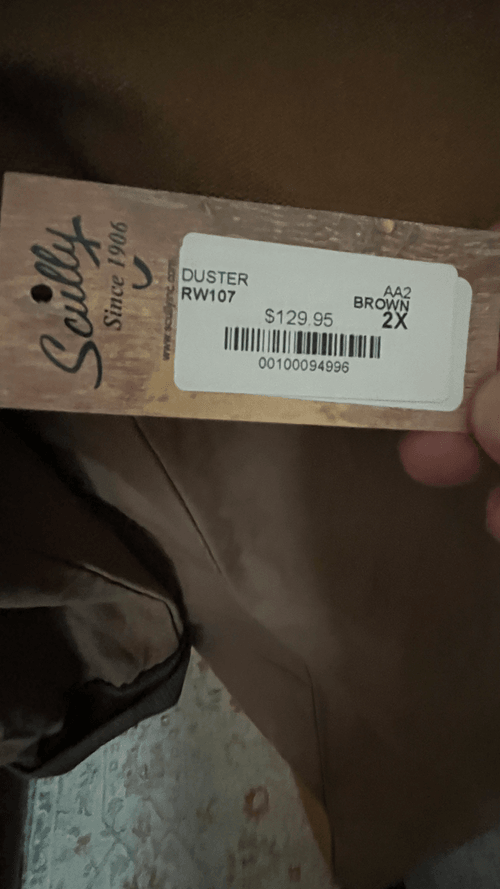 Scully
Since 1906
www.scullyinc.com
DUSTER
RW107
AA2
BROWN
2X
$129.95
00100094996